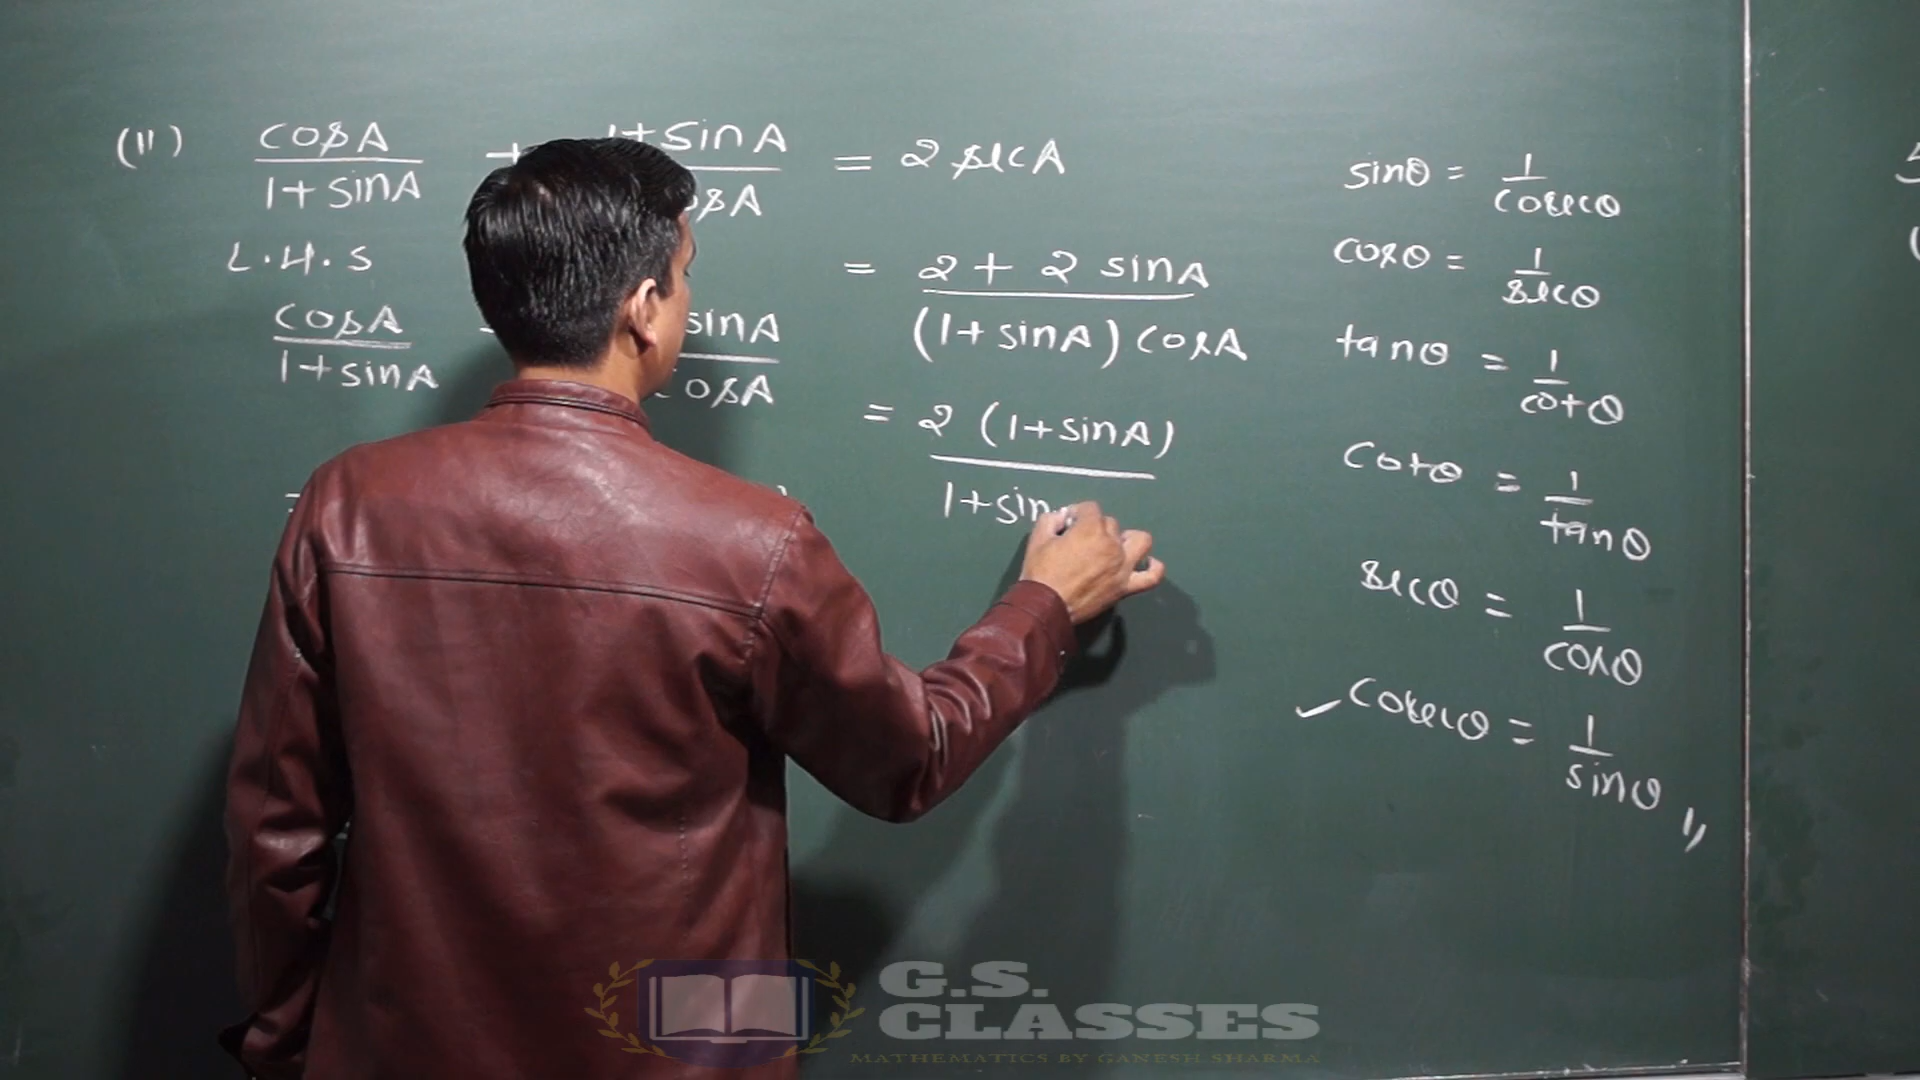 (II) cosA / 1+sinA + 1+sinA / cosA = 2 secA
L.H.S
cosA / 1+sinA sinA / cosA
= 2 + 2 sinA / (1+sinA) cosA
= 2 (1+sinA) / 1+sin
sinθ = 1 / cosecθ
cosθ = 1 / secθ
tanθ = 1 / cotθ
cotθ = 1 / tanθ
secθ = 1 / cosθ
✓ cosecθ = 1 / sinθ
G.S.
CLASSES
MATHEMATICS BY GANESH SHARMA